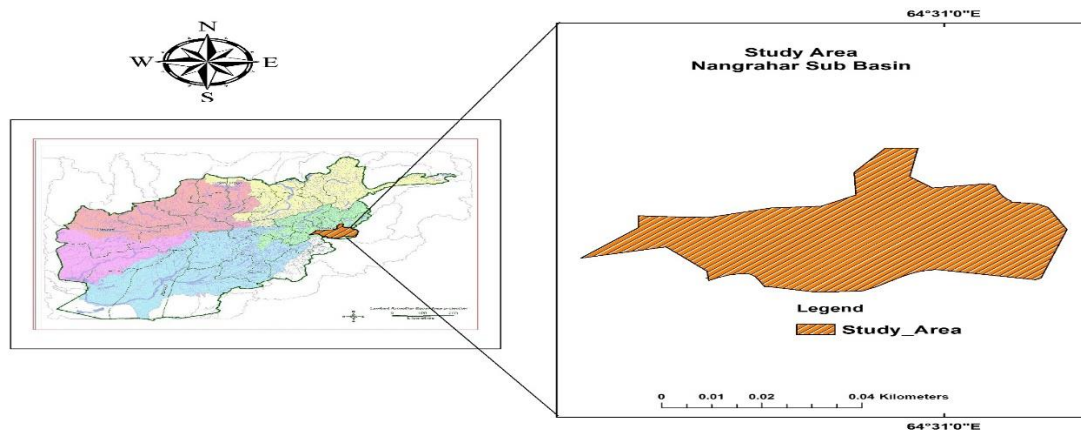 N
W E
S
64°31'0"E
Study Area
Nangrahar Sub Basin
Legend
Study_Area
0 0.01 0.02 0.04 Kilometers
64°31'0"E